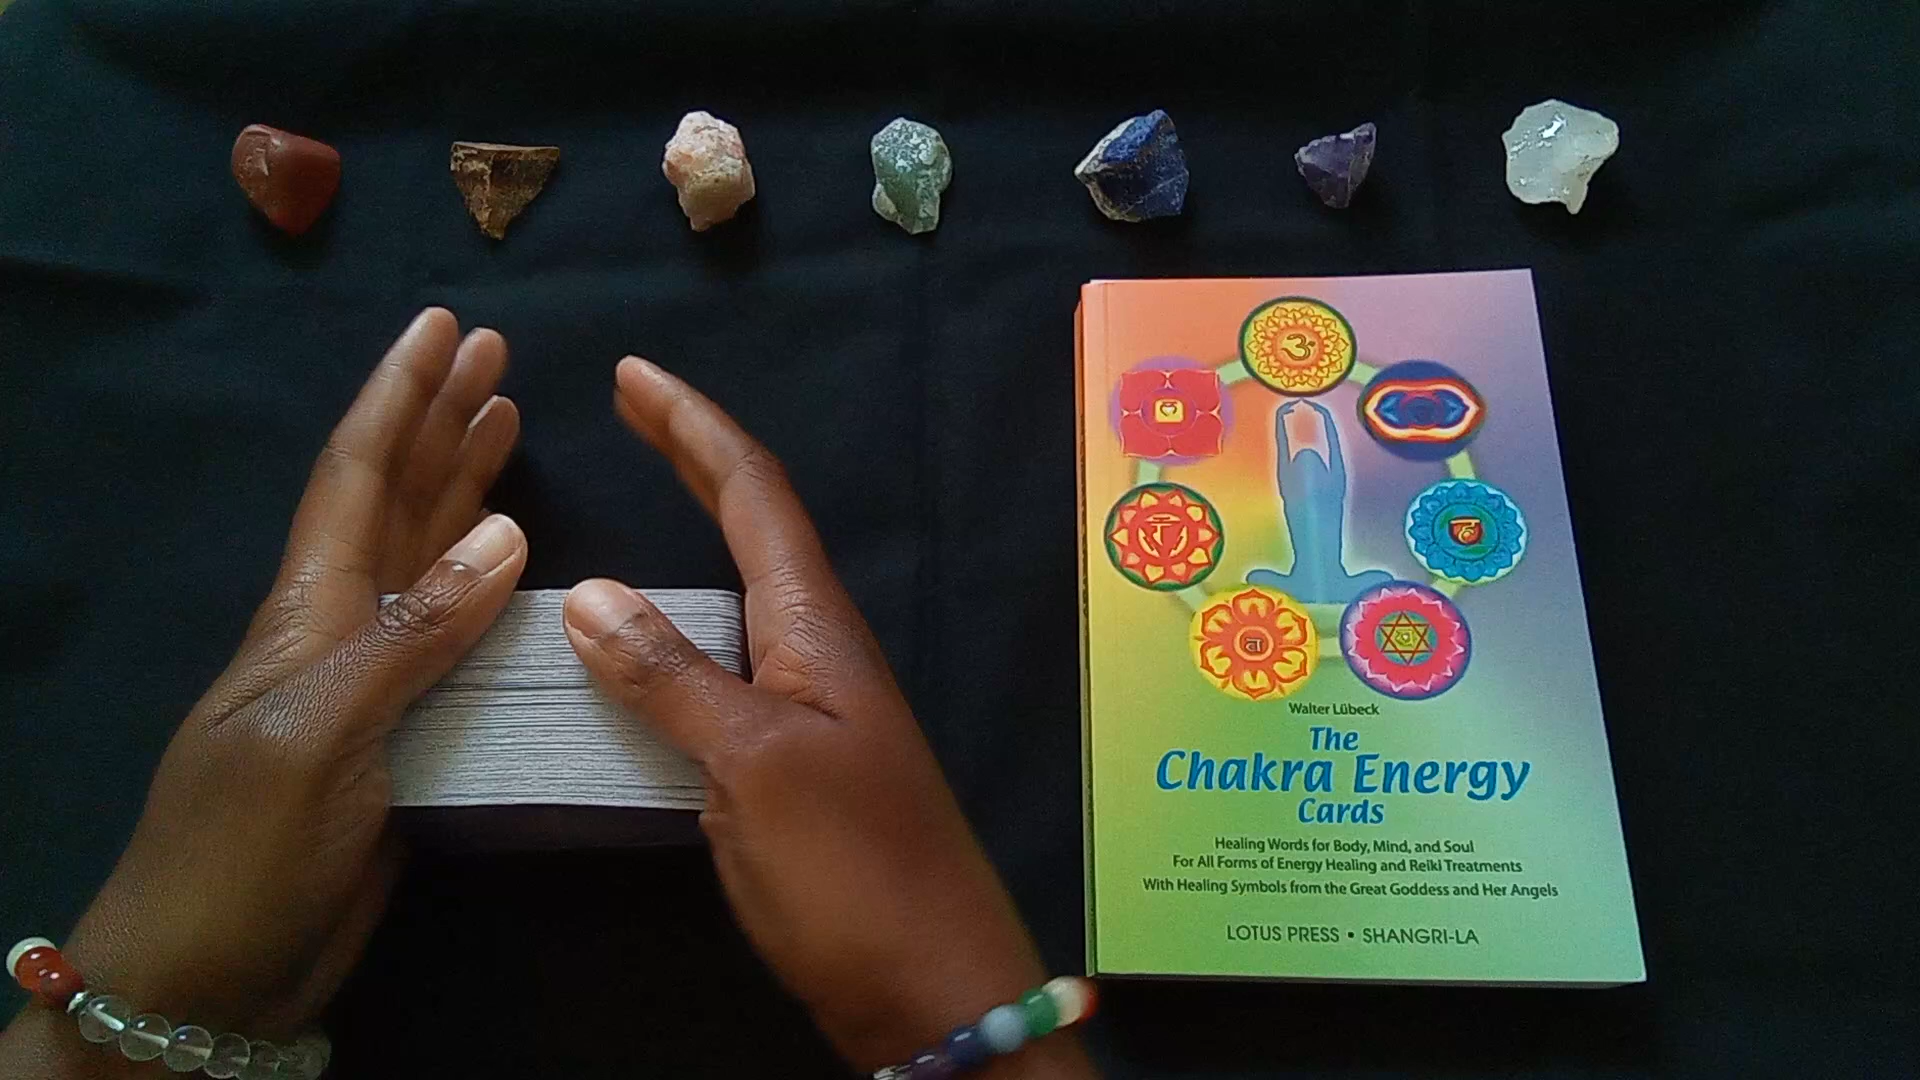 Walter Lübeck
The
Chakra Energy
Cards
Healing Words for Body, Mind, and Soul
For All Forms of Energy Healing and Reiki Treatments
With Healing Symbols from the Great Goddess and Her Angels
LOTUS PRESS • SHANGRI-LA